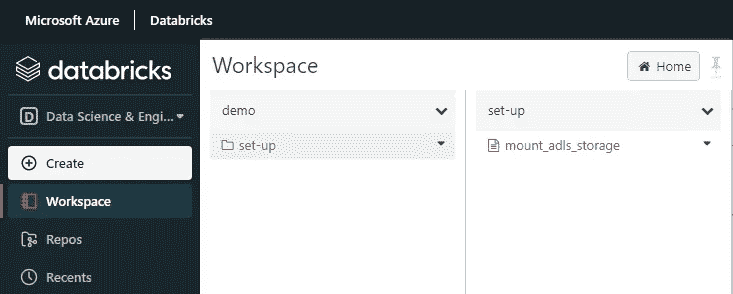 Microsoft Azure Databricks
databricks
Workspace
Home
D Data Science & Engi...
demo
set-up
set-up
mount_adls_storage
Create
Workspace
Repos
Recents